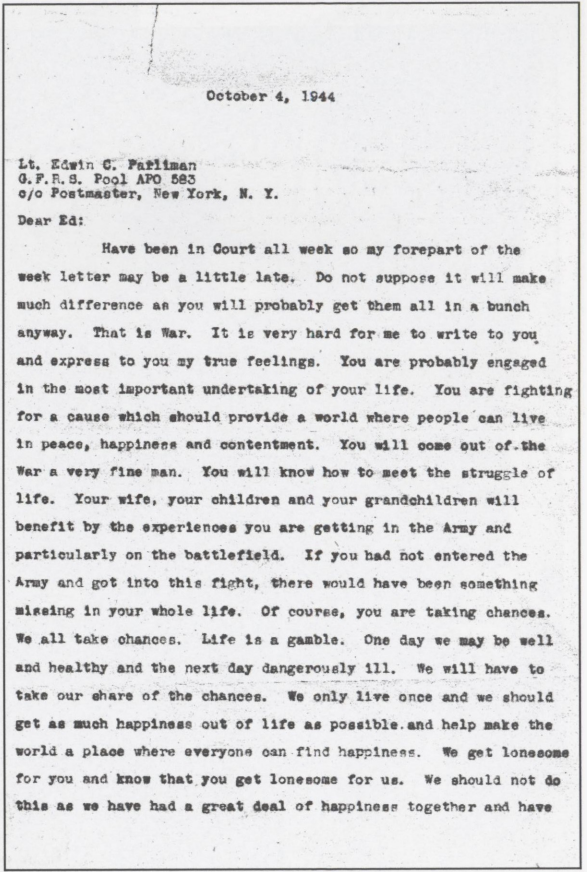 October 4, 1944
Lt. Edwin C. Parliman
G.F.R.S. Pool APO 583
c/o Postmaster, New York, N. Y.
Dear Ed:
Have been in Court all week so my forepart of the
week letter may be a little late. Do not suppose it will make
much difference as you will probably get them all in a bunch
anyway. That is War. It is very hard for me to write to you
and express to you my true feelings. You are probably engaged
in the most important undertaking of your life. You are fighting
for a cause which should provide a world where people can live
in peace, happiness and contentment. You will come out of the
War a very fine man. You will know how to meet the struggle of
life. Your wife, your children and your grandchildren will
benefit by the experiences you are getting in the Army and
particularly on the battlefield. If you had not entered the
Army and got into this fight, there would have been something
missing in your whole life. Of course, you are taking chances.
We all take chances. Life is a gamble. One day we may be well
and healthy and the next day dangerously ill. We will have to
take our share of the chances. We only live once and we should
get as much happiness out of life as possible.and help make the
world a place where everyone can find happiness. We get lonesome
for you and know that you get lonesome for us. We should not do
this as we have had a great deal of happiness together and have